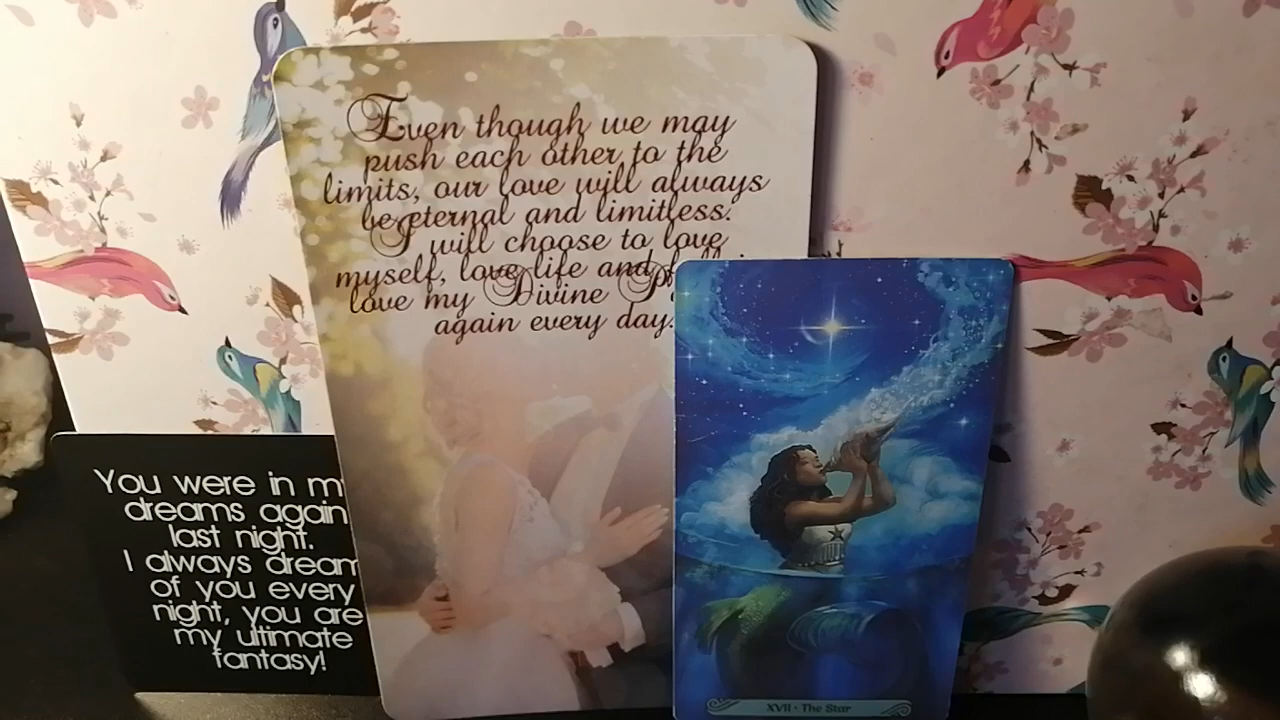 Even though we may
push each other to the
limits, our love will always
be eternal and limitless.
I will choose to love
myself, love life and
love my Divine
again every day.
You were in my
dreams again
last night.
I always dream
of you every
night, you are
my ultimate
fantasy!
XVII • The Star